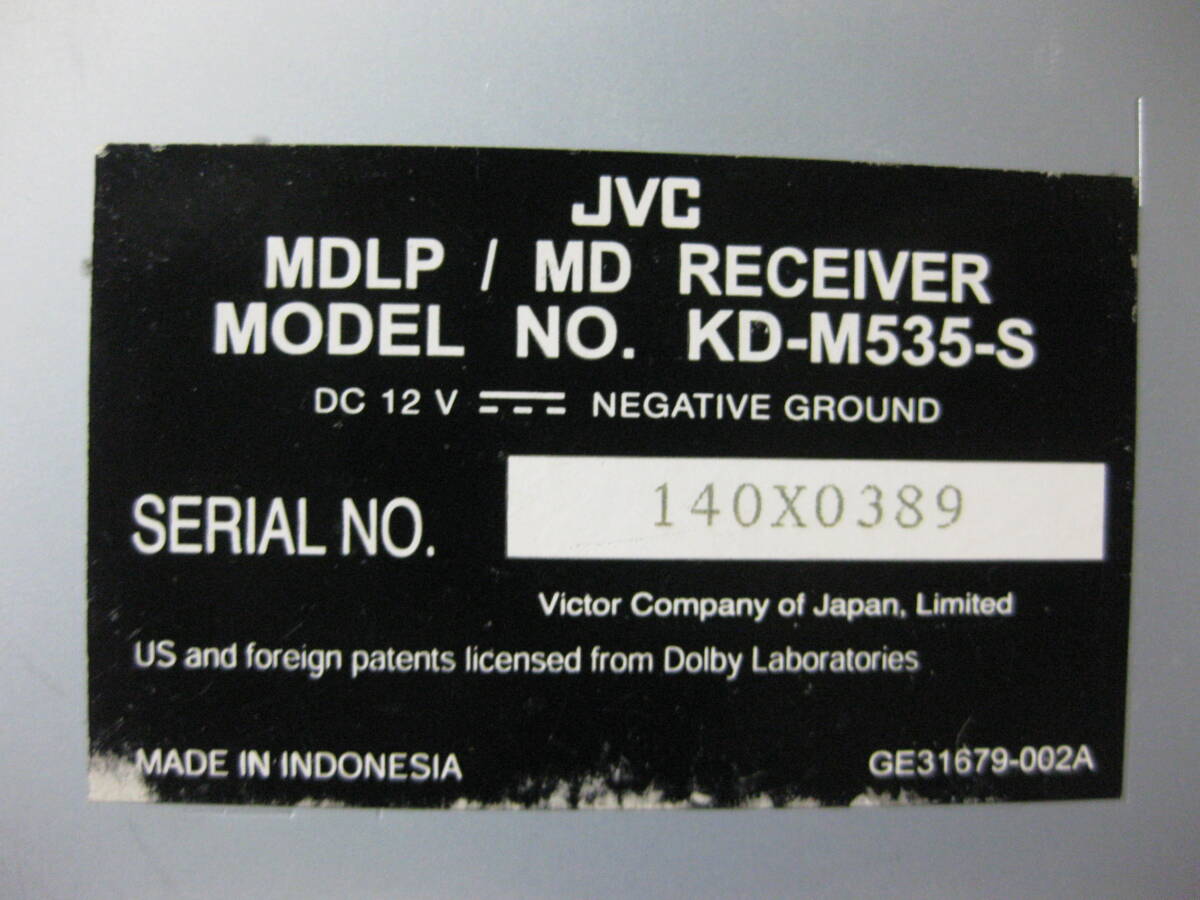 JVC
MDLP / MD RECEIVER
MODEL NO. KD-M535-S
DC 12 V ⎓ NEGATIVE GROUND
SERIAL NO. 140X0389
Victor Company of Japan, Limited
US and foreign patents licensed from Dolby Laboratories
MADE IN INDONESIA GE31679-002A